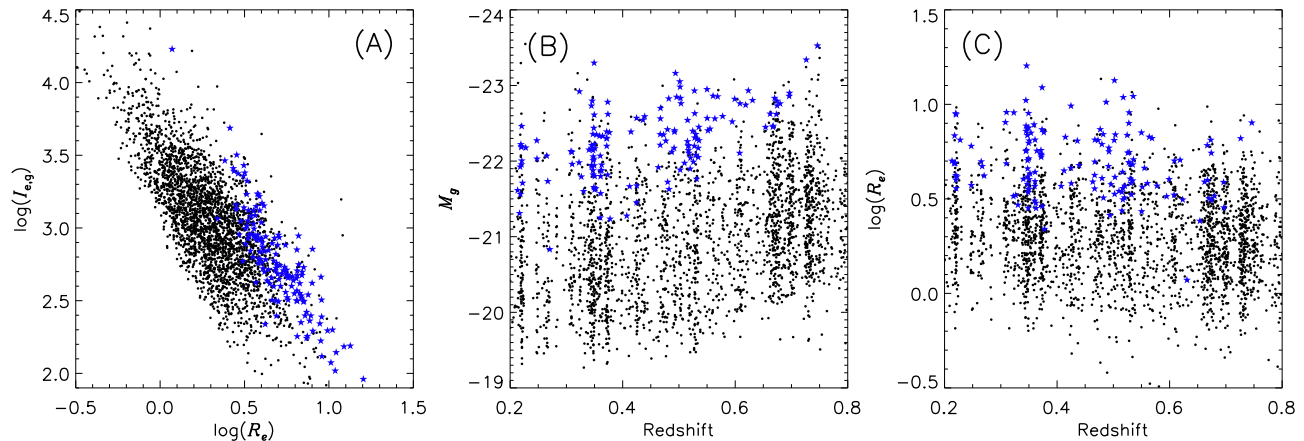 (A)
4.5
4.0
3.5
3.0
2.5
2.0
log(I_e,g)
−0.5 0.0 0.5 1.0 1.5
log(R_e)
(B)
−24
−23
−22
−21
−20
−19
M_g
0.2 0.4 0.6 0.8
Redshift
(C)
1.5
1.0
0.5
0.0
−0.5
log(R_e)
0.2 0.4 0.6 0.8
Redshift